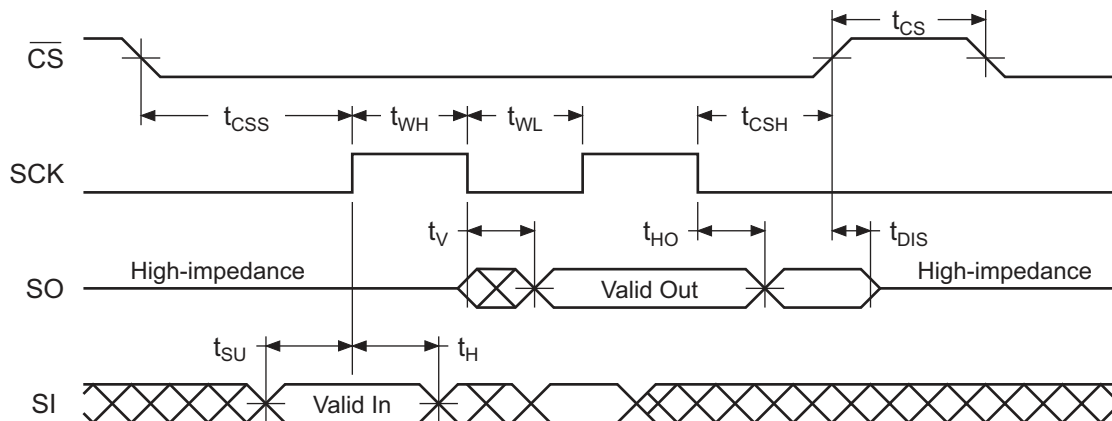 t_CS
C̅S̅
t_CSS t_WH t_WL t_CSH
SCK
t_V t_HO t_DIS
High-impedance High-impedance
SO Valid Out
t_SU t_H
SI Valid In